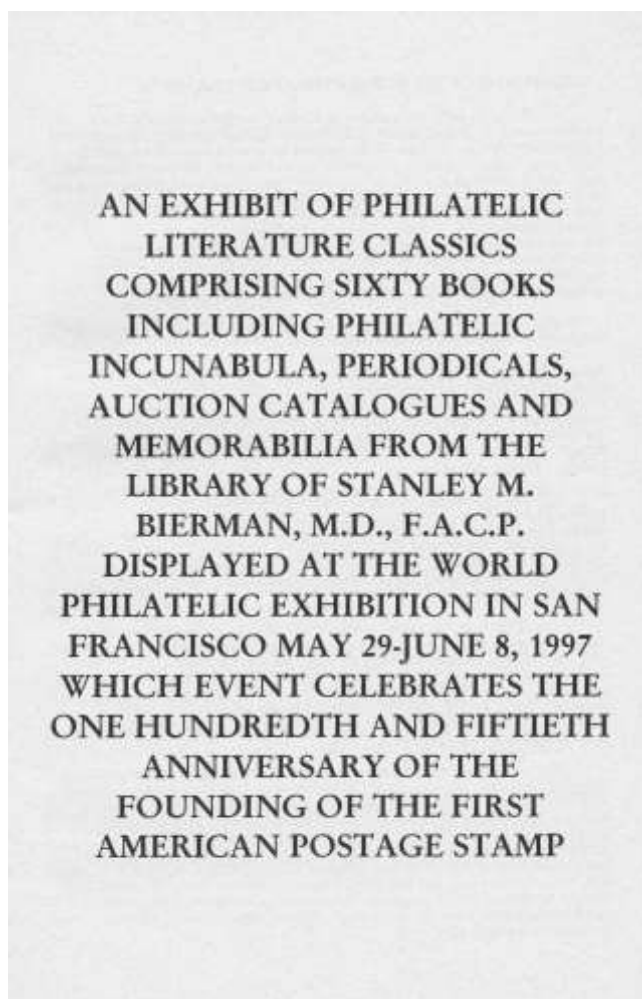 AN EXHIBIT OF PHILATELIC
LITERATURE CLASSICS
COMPRISING SIXTY BOOKS
INCLUDING PHILATELIC
INCUNABULA, PERIODICALS,
AUCTION CATALOGUES AND
MEMORABILIA FROM THE
LIBRARY OF STANLEY M.
BIERMAN, M.D., F.A.C.P.
DISPLAYED AT THE WORLD
PHILATELIC EXHIBITION IN SAN
FRANCISCO MAY 29-JUNE 8, 1997
WHICH EVENT CELEBRATES THE
ONE HUNDREDTH AND FIFTIETH
ANNIVERSARY OF THE
FOUNDING OF THE FIRST
AMERICAN POSTAGE STAMP